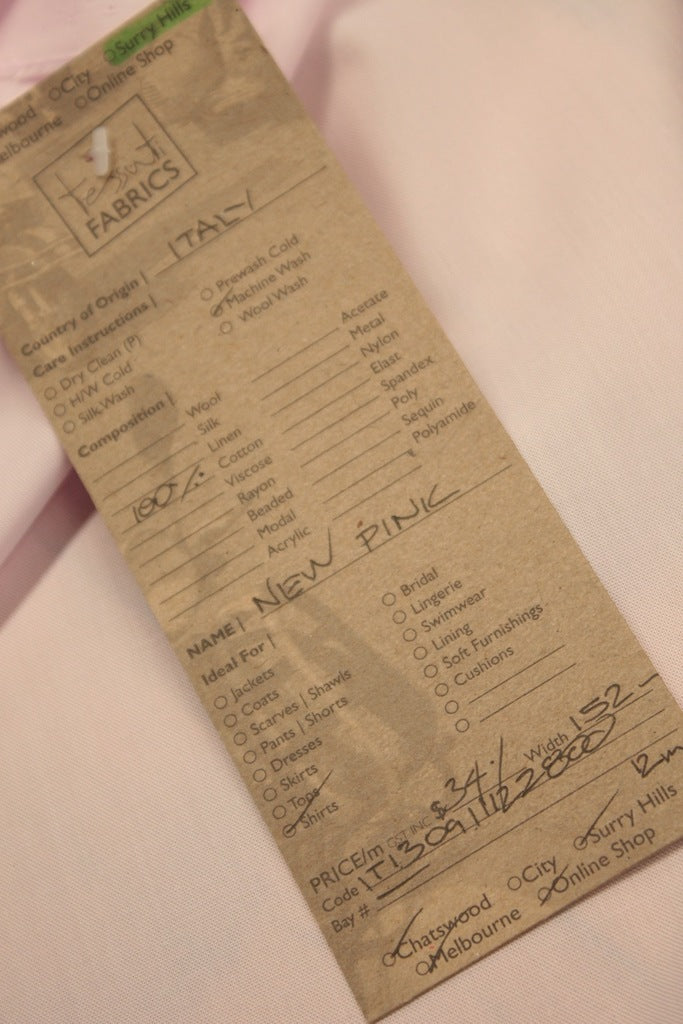 Surry Hills
City
Online Shop
wood
elbourne
tessuti
FABRICS
Country of Origin | ITALY
Care Instructions |
Dry Clean (P)
H/W Cold
Silk Wash
Prewash Cold
Machine Wash
Wool Wash
Composition |
Wool
Silk
Linen
100% Cotton
Viscose
Rayon
Beaded
Modal
Acrylic
Acetate
Metal
Nylon
Elast
Spandex
Poly
Sequin
Polyamide
NAME | NEW PINK
Ideal For |
Jackets
Coats
Scarves | Shawls
Pants | Shorts
Dresses
Skirts
Tops
Shirts
Bridal
Lingerie
Swimwear
Lining
Soft Furnishings
Cushions
PRICE/m GST INC $34 Width 152
Code
Bay #
12m
Chatswood
Melbourne
City
Online Shop
Surry Hills